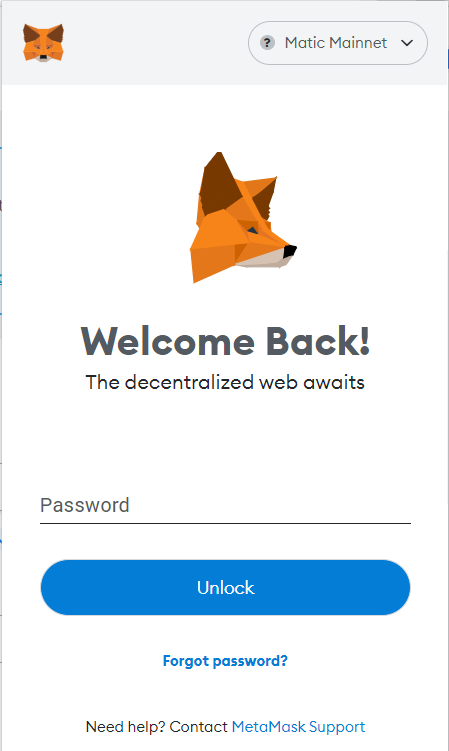 ? Matic Mainnet
Welcome Back!
The decentralized web awaits
Password
Unlock
Forgot password?
Need help? Contact MetaMask Support